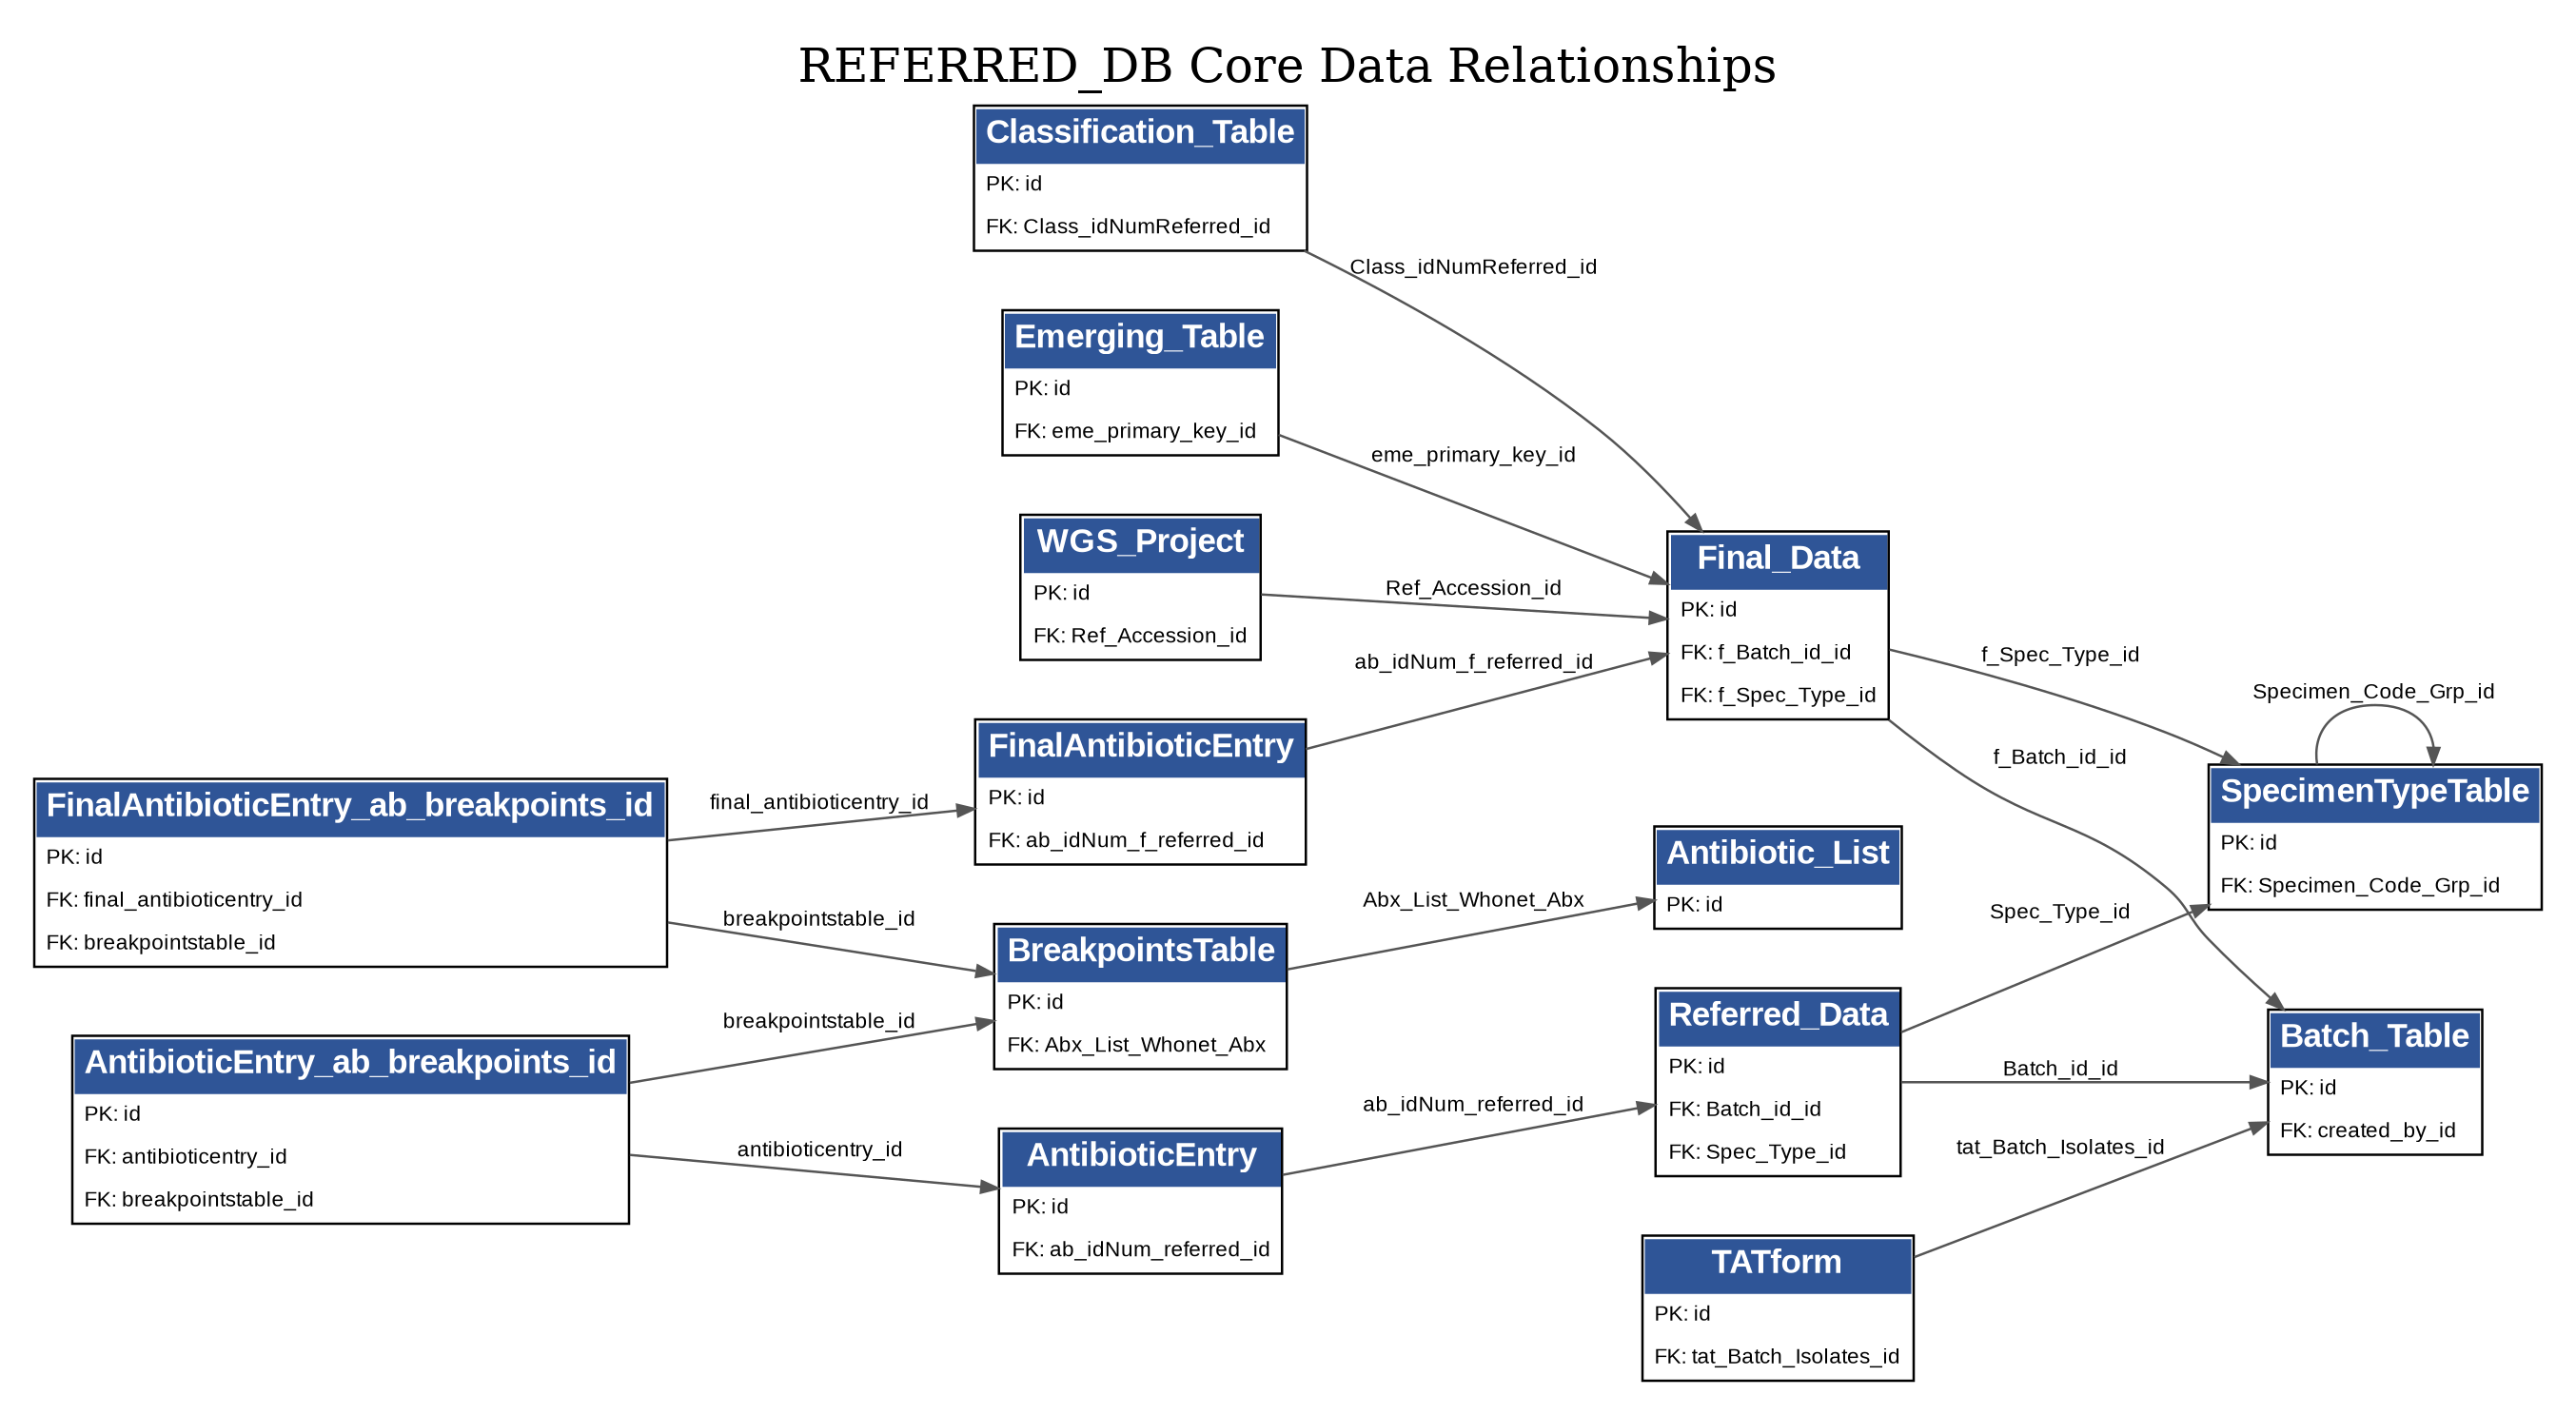 REFERRED_DB Core Data Relationships
Classification_Table
PK: id
FK: Class_idNumReferred_id
Class_idNumReferred_id
Emerging_Table
PK: id
FK: eme_primary_key_id
eme_primary_key_id
WGS_Project
PK: id
FK: Ref_Accession_id
Ref_Accession_id
Final_Data
PK: id
FK: f_Batch_id_id
FK: f_Spec_Type_id
f_Spec_Type_id
f_Batch_id_id
Specimen_Code_Grp_id
SpecimenTypeTable
PK: id
FK: Specimen_Code_Grp_id
FinalAntibioticEntry
PK: id
FK: ab_idNum_f_referred_id
ab_idNum_f_referred_id
FinalAntibioticEntry_ab_breakpoints_id
PK: id
FK: final_antibioticentry_id
FK: breakpointstable_id
final_antibioticentry_id
breakpointstable_id
BreakpointsTable
PK: id
FK: Abx_List_Whonet_Abx
Abx_List_Whonet_Abx
Antibiotic_List
PK: id
AntibioticEntry_ab_breakpoints_id
PK: id
FK: antibioticentry_id
FK: breakpointstable_id
breakpointstable_id
antibioticentry_id
AntibioticEntry
PK: id
FK: ab_idNum_referred_id
ab_idNum_referred_id
Referred_Data
PK: id
FK: Batch_id_id
FK: Spec_Type_id
Spec_Type_id
Batch_id_id
Batch_Table
PK: id
FK: created_by_id
TATform
PK: id
FK: tat_Batch_Isolates_id
tat_Batch_Isolates_id